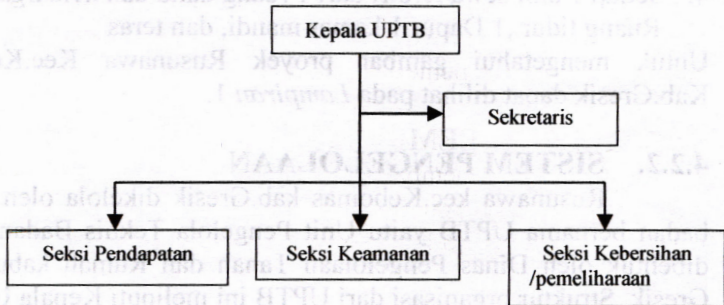 Kepala UPTB
Sekretaris
Seksi Pendapatan
Seksi Keamanan
Seksi Kebersihan
/pemeliharaan